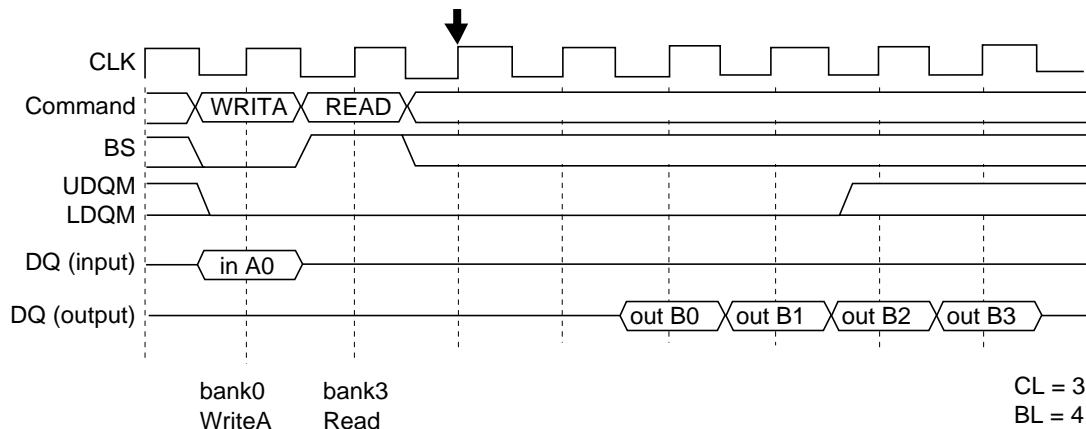 CLK
Command WRITA READ
BS
UDQM
LDQM
DQ (input) in A0
DQ (output) out B0 out B1 out B2 out B3
bank0 bank3 CL = 3
WriteA Read BL = 4